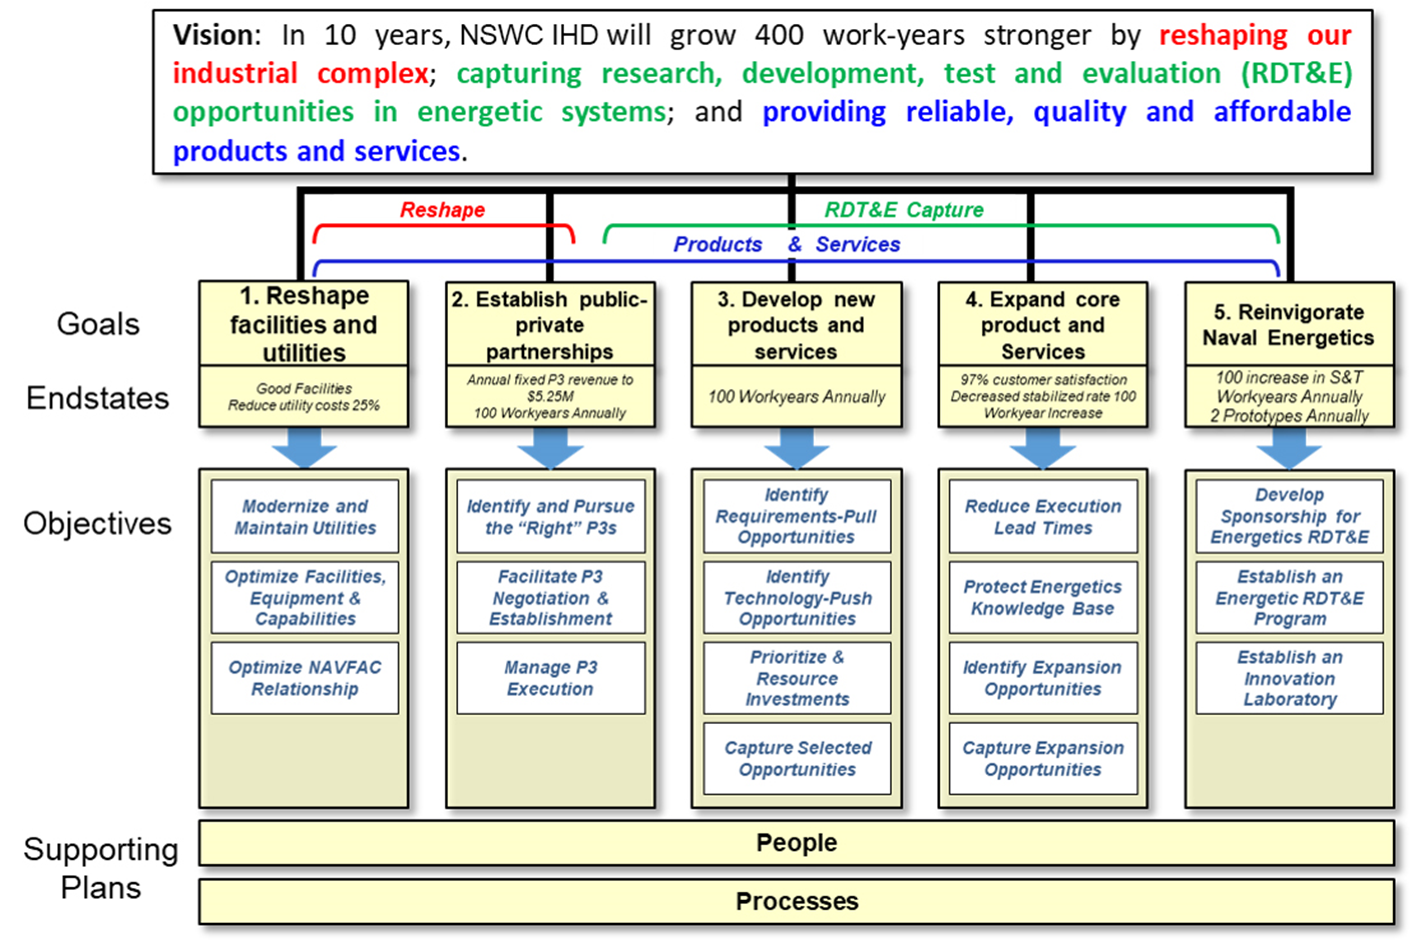 Vision: In 10 years, NSWC IHD will grow 400 work-years stronger by reshaping our
industrial complex; capturing research, development, test and evaluation (RDT&E)
opportunities in energetic systems; and providing reliable, quality and affordable
products and services.
Reshape
RDT&E Capture
Products & Services
Goals
1. Reshape
facilities and
utilities
2. Establish public-
private
partnerships
3. Develop new
products and
services
4. Expand core
product and
Services
5. Reinvigorate
Naval Energetics
Endstates
Good Facilities
Reduce utility costs 25%
Annual fixed P3 revenue to
$5.25M
100 Workyears Annually
100 Workyears Annually
97% customer satisfaction
Decreased stabilized rate 100
Workyear Increase
100 increase in S&T
Workyears Annually
2 Prototypes Annually
Objectives
Modernize and
Maintain Utilities
Optimize Facilities,
Equipment &
Capabilities
Optimize NAVFAC
Relationship
Identify and Pursue
the “Right” P3s
Facilitate P3
Negotiation &
Establishment
Manage P3
Execution
Identify
Requirements-Pull
Opportunities
Identify
Technology-Push
Opportunities
Prioritize &
Resource
Investments
Capture Selected
Opportunities
Reduce Execution
Lead Times
Protect Energetics
Knowledge Base
Identify Expansion
Opportunities
Capture Expansion
Opportunities
Develop
Sponsorship for
Energetics RDT&E
Establish an
Energetic RDT&E
Program
Establish an
Innovation
Laboratory
Supporting
Plans
People
Processes